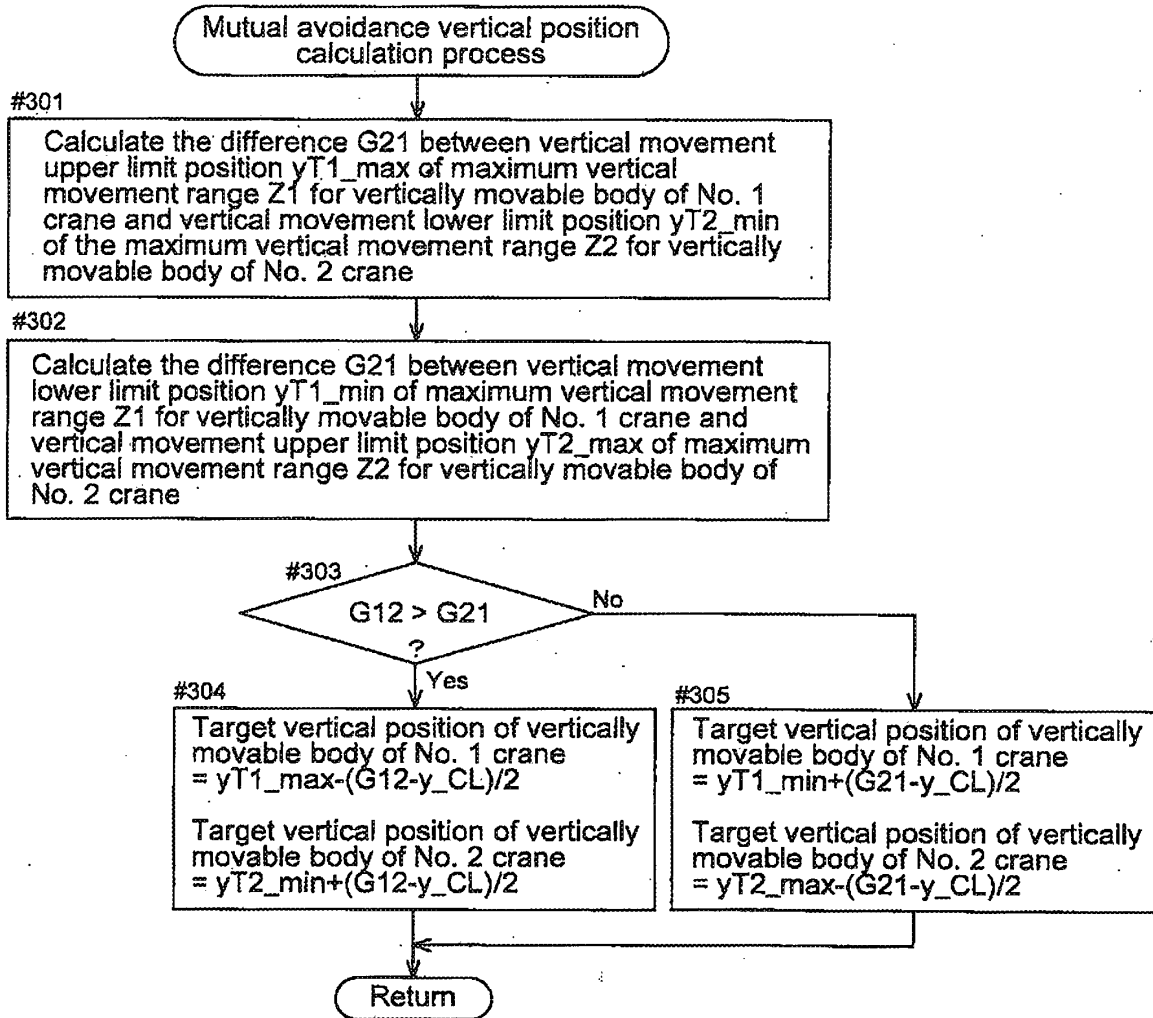 Mutual avoidance vertical position
calculation process
#301
Calculate the difference G21 between vertical movement
upper limit position yT1_max of maximum vertical
movement range Z1 for vertically movable body of No. 1
crane and vertical movement lower limit position yT2_min
of the maximum vertical movement range Z2 for vertically
movable body of No. 2 crane
#302
Calculate the difference G21 between vertical movement
lower limit position yT1_min of maximum vertical movement
range Z1 for vertically movable body of No. 1 crane and
vertical movement upper limit position yT2_max of maximum
vertical movement range Z2 for vertically movable body of
No. 2 crane
#303
G12 > G21
?
No
Yes
#304
Target vertical position of vertically
movable body of No. 1 crane
= yT1_max-(G12-y_CL)/2
Target vertical position of vertically
movable body of No. 2 crane
= yT2_min+(G12-y_CL)/2
#305
Target vertical position of vertically
movable body of No. 1 crane
= yT1_min+(G21-y_CL)/2
Target vertical position of vertically
movable body of No. 2 crane
= yT2_max-(G21-y_CL)/2
Return